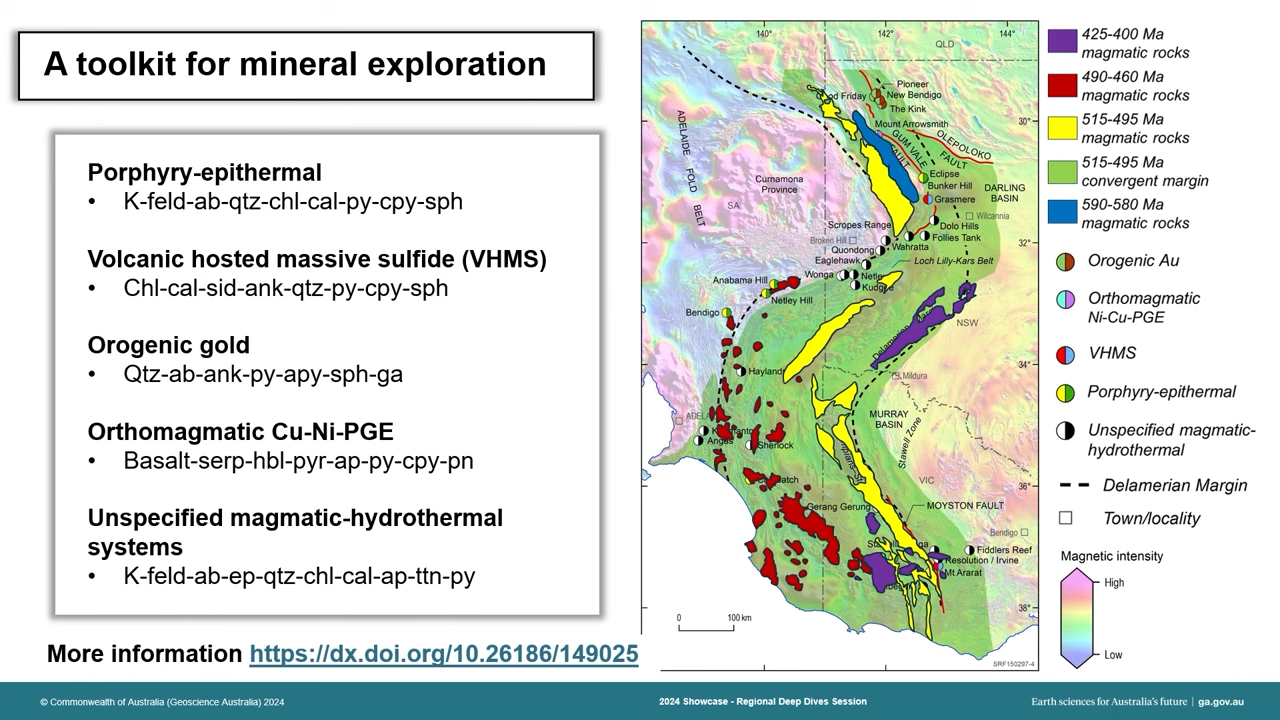 A toolkit for mineral exploration
Porphyry-epithermal
• K-feld-ab-qtz-chl-cal-py-cpy-sph
Volcanic hosted massive sulfide (VHMS)
• Chl-cal-sid-ank-qtz-py-cpy-sph
Orogenic gold
• Qtz-ab-ank-py-apy-sph-ga
Orthomagmatic Cu-Ni-PGE
• Basalt-serp-hbl-pyr-ap-py-cpy-pn
Unspecified magmatic-hydrothermal
systems
• K-feld-ab-ep-qtz-chl-cal-ap-ttn-py
More information https://dx.doi.org/10.26186/149025
140°
142°
144°
QLD
Pioneer
New Bendigo
The Kink
Friday
30°
Mount Arrowsmith
OLEPOLOKO
FAULT
GUM VALE
FAULT
ADELAIDE FOLD BELT
Curnamona
Province
SA
Eclipse
Bunker Hill
Grasmere
DARLING
BASIN
Wilcannia
Scropes Range
Dolo Hills
Follies Tank
Broken Hill
32°
Wahratta
Quondong
Eaglehawk
Loch Lilly-Kars Belt
Wonga
Netley
Anabama Hill
Netley Hill
Bendigo
NSW
34°
Mildura
MURRAY
BASIN
Stawell Zone
Angas
Sherlock
VIC
36°
Gerang Gerung
MOYSTON FAULT
Bendigo
Fiddlers Reef
Resolution / Irvine
Mt Ararat
38°
0
100 km
SRF150297-4
425-400 Ma
magmatic rocks
490-460 Ma
magmatic rocks
515-495 Ma
magmatic rocks
515-495 Ma
convergent margin
590-580 Ma
magmatic rocks
Orogenic Au
Orthomagmatic
Ni-Cu-PGE
VHMS
Porphyry-epithermal
Unspecified magmatic-
hydrothermal
Delamerian Margin
Town/locality
Magnetic intensity
High
Low
© Commonwealth of Australia (Geoscience Australia) 2024
2024 Showcase - Regional Deep Dives Session
Earth sciences for Australia's future | ga.gov.au